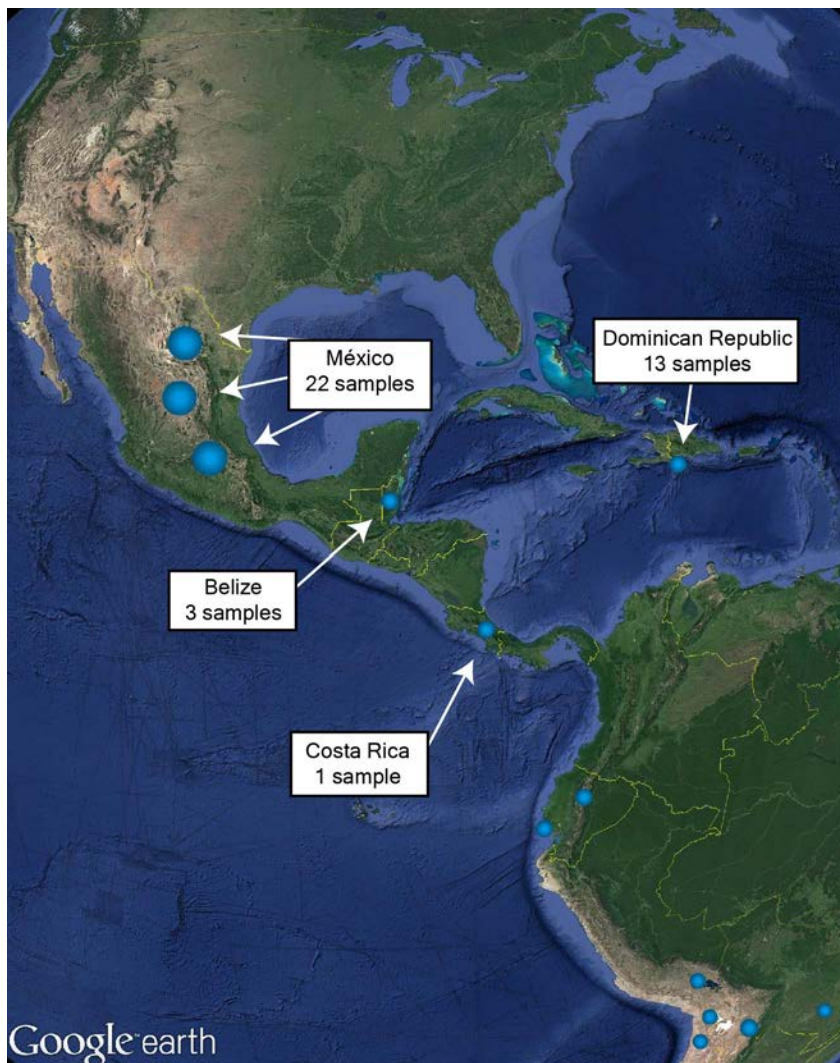 Dominican Republic
13 samples
México
22 samples
Belize
3 samples
Costa Rica
1 sample
Google earth